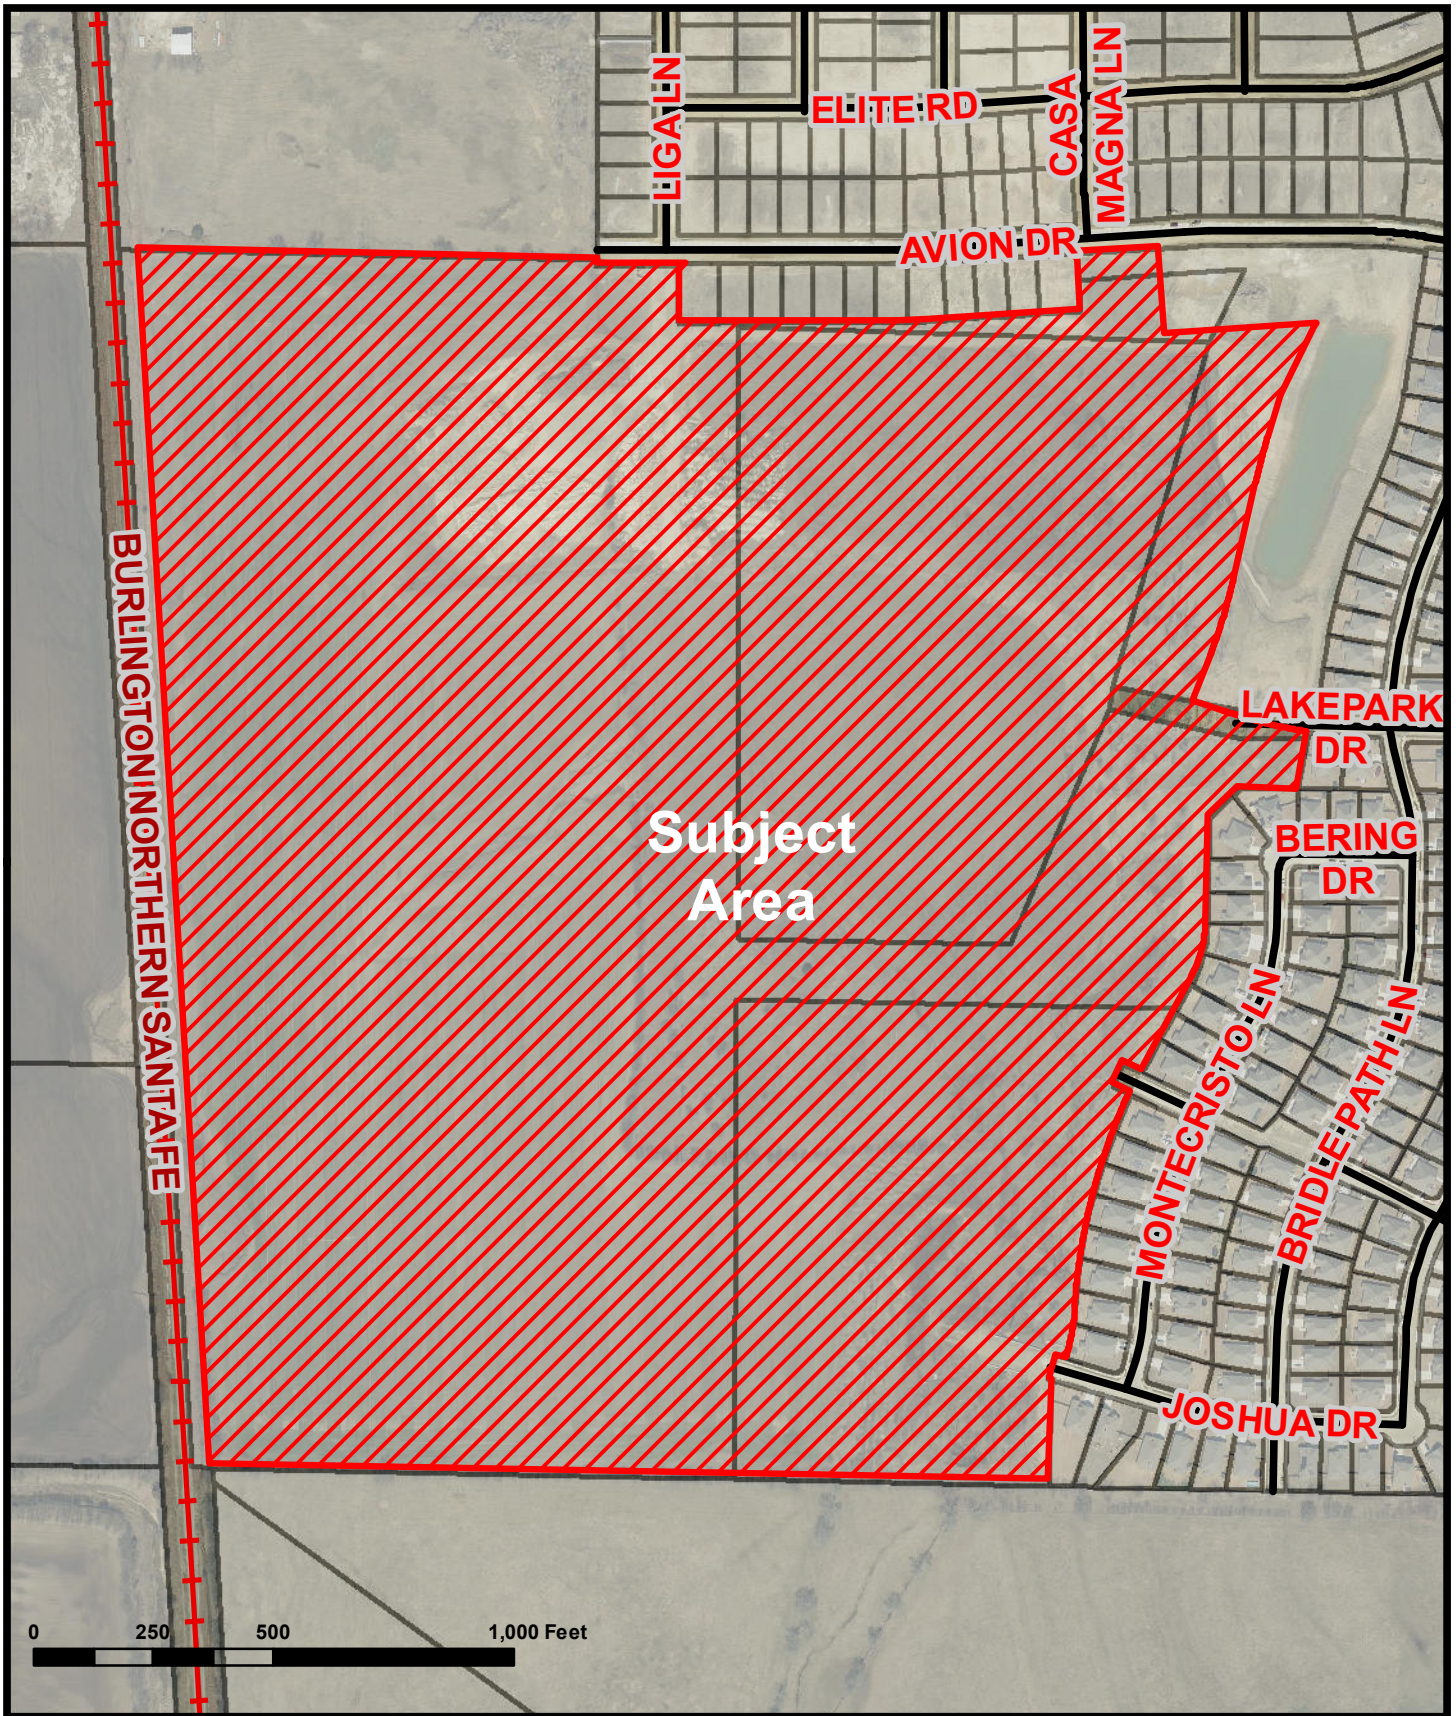 LIGA LN
ELITE RD
CASA
MAGNA LN
AVION DR
BURLINGTON NORTHERN SANTA FE
LAKEPARK
DR
BERING
DR
Subject
Area
MONTECRISTO LN
BRIDLE PATH LN
JOSHUA DR
0 250 500 1,000 Feet